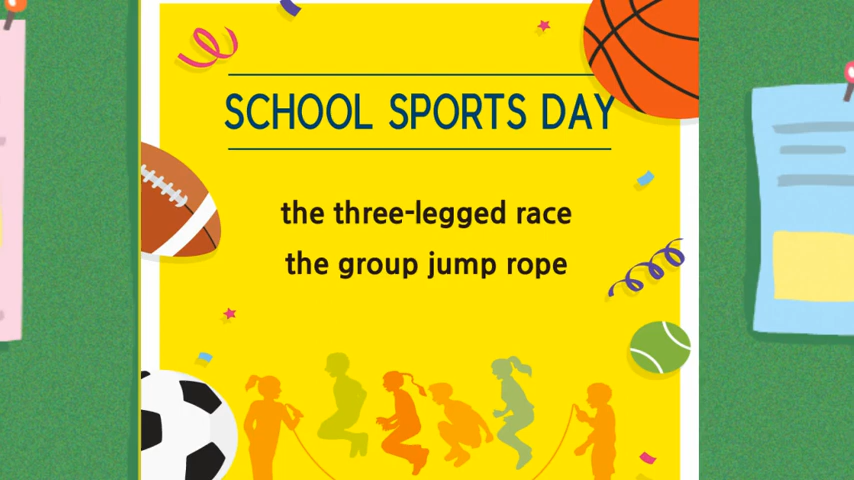 SCHOOL SPORTS DAY
the three-legged race
the group jump rope